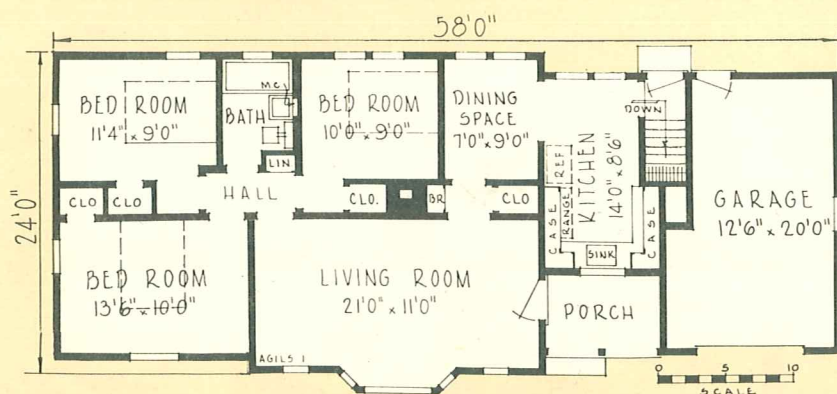 58'0"
24'0"
BED ROOM
11'4" x 9'0"
BATH
M.C.
LIN
BED ROOM
10'0" x 9'0"
DINING
SPACE
7'0" x 9'0"
REF
RANGE
KITCHEN
14'0" x 8'6"
DOWN
GARAGE
12'6" x 20'0"
CLO
CLO
HALL
CLO.
BR
CLO
CASE
CASE
SINK
BED ROOM
13'6" x 10'0"
LIVING ROOM
21'0" x 11'0"
PORCH
AGILS 1
0 5 10
SCALE